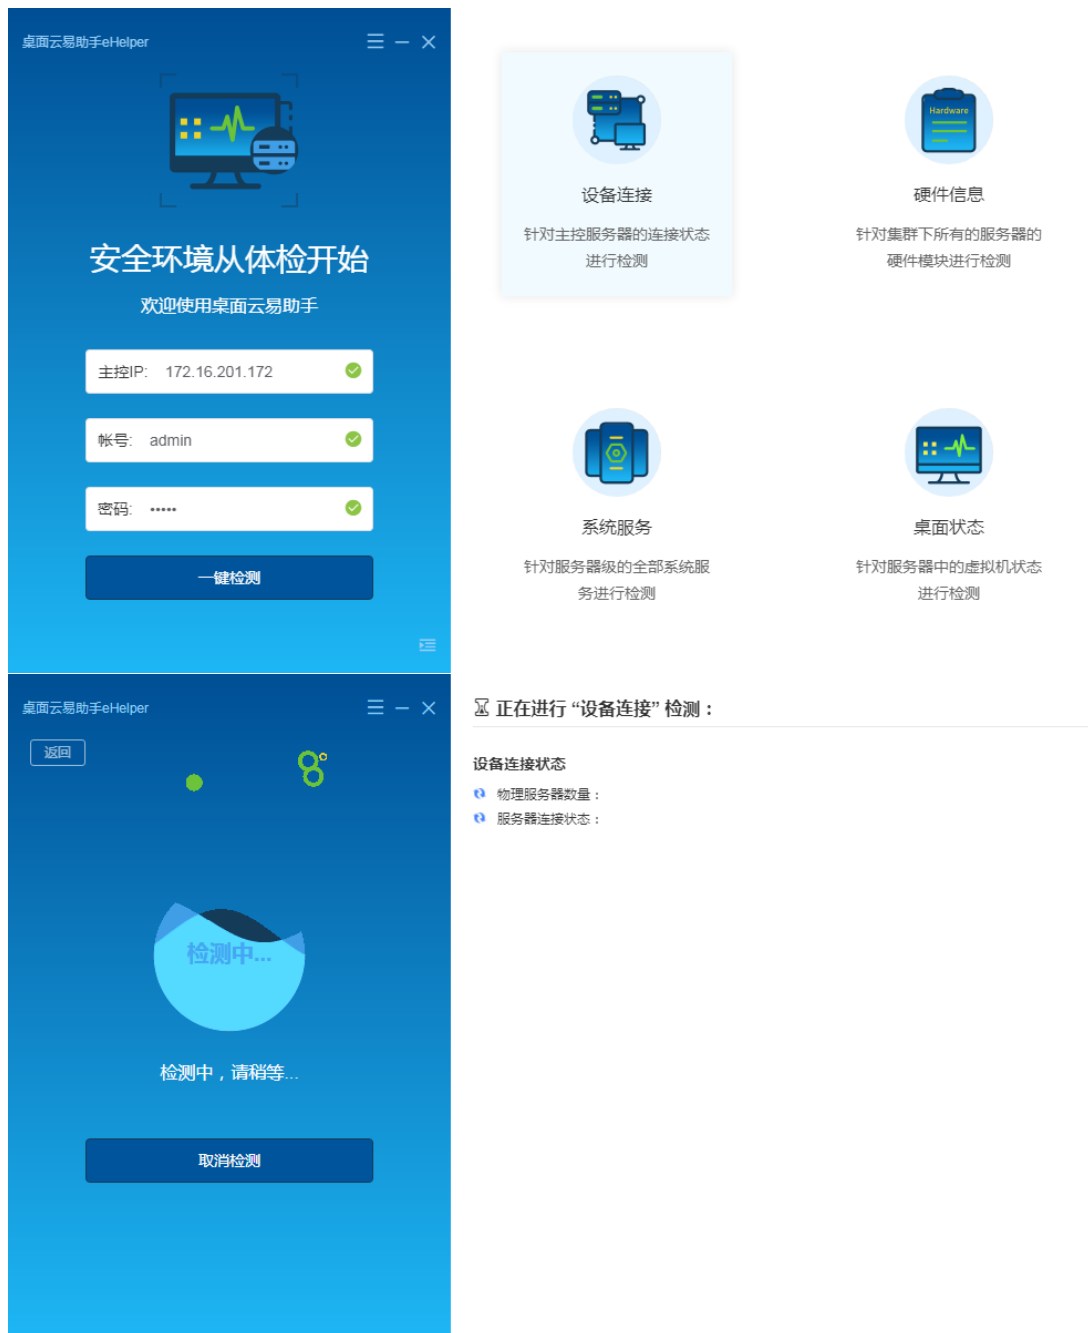 桌面云易助手eHelper
安全环境从体检开始
欢迎使用桌面云易助手
主控IP: 172.16.201.172
帐号: admin
密码: •••••
一键检测
设备连接
针对主控服务器的连接状态
进行检测
Hardware
硬件信息
针对集群下所有的服务器的
硬件模块进行检测
系统服务
针对服务器级的全部系统服
务进行检测
桌面状态
针对服务器中的虚拟机状态
进行检测
桌面云易助手eHelper
返回
检测中...
检测中，请稍等...
取消检测
正在进行 “设备连接” 检测：
设备连接状态
物理服务器数量：
服务器连接状态：